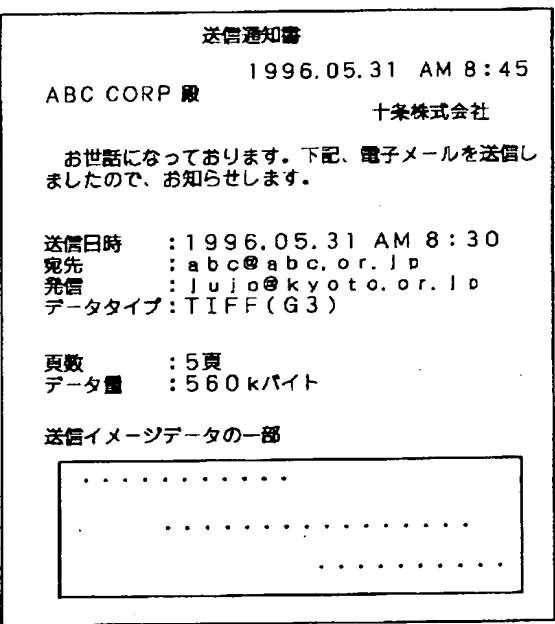 送信通知書
1996.05.31 AM 8:45
ABC CORP 殿
十条株式会社
お世話になっております。下記、電子メールを送信し
ましたので、お知らせします。
送信日時 :1996.05.31 AM 8:30
宛先 :abc@abc.or.jp
発信 :jujo@kyoto.or.jp
データタイプ:TIFF(G3)
頁数 :5頁
データ量 :560kバイト
送信イメージデータの一部
・・・・・・・・・・・
・・・・・・・・・・・・・・・・
・・・・・・・・・・